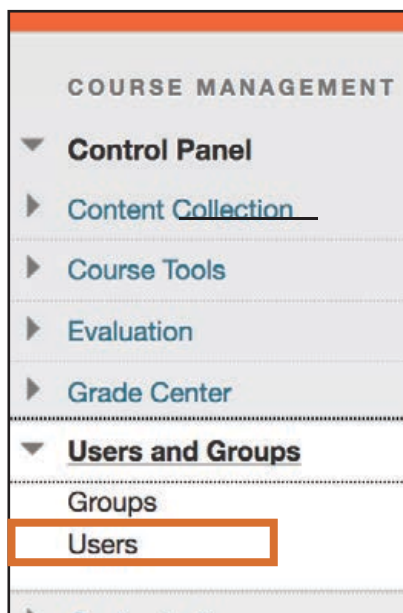 COURSE MANAGEMENT
Control Panel
Content Collection
Course Tools
Evaluation
Grade Center
Users and Groups
Groups
Users